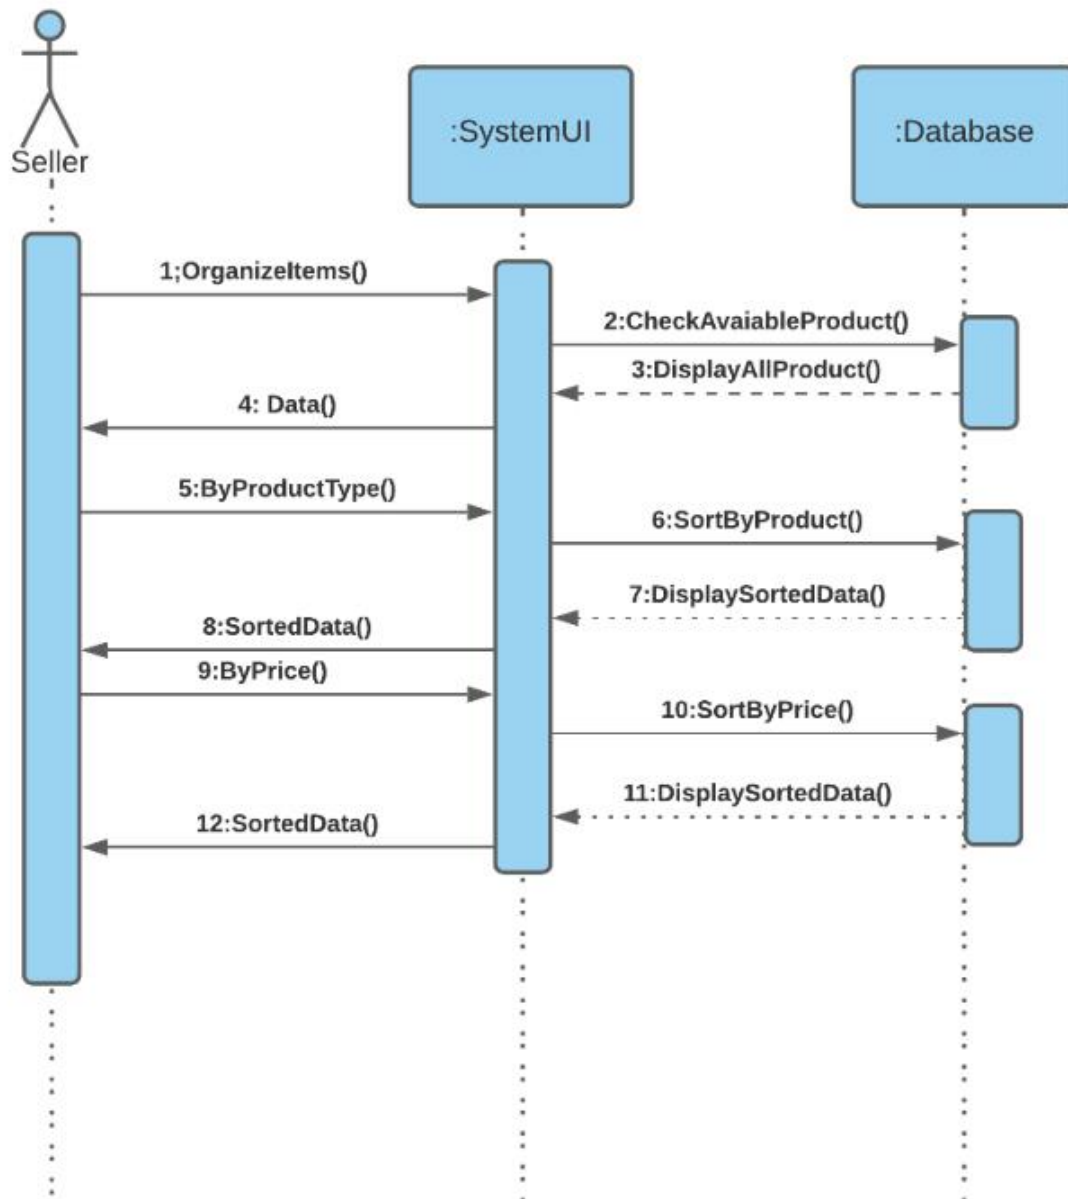 :SystemUI
:Database
Seller
1;OrganizeItems()
2:CheckAvaiableProduct()
3:DisplayAllProduct()
4: Data()
5:ByProductType()
6:SortByProduct()
7:DisplaySortedData()
8:SortedData()
9:ByPrice()
10:SortByPrice()
11:DisplaySortedData()
12:SortedData()